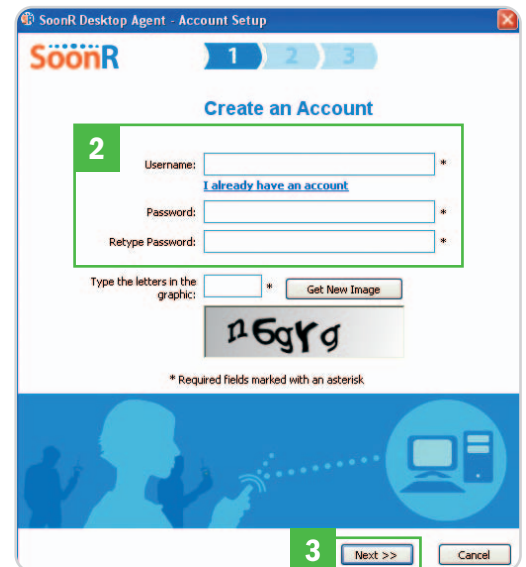 SoonR Desktop Agent - Account Setup
SoonR
1 2 3
Create an Account
2
Username: *
I already have an account
Password: *
Retype Password: *
Type the letters in the
graphic: * Get New Image
n6grg
* Required fields marked with an asterisk
3
Next >> Cancel